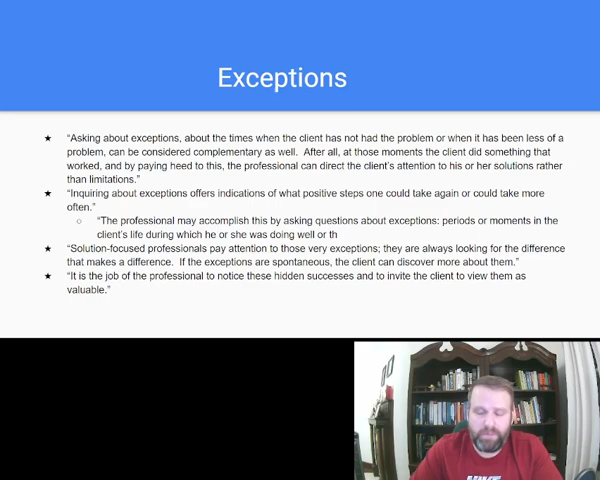 Exceptions
★ “Asking about exceptions, about the times when the client has not had the problem or when it has been less of a
problem, can be considered complementary as well.  After all, at those moments the client did something that
worked, and by paying heed to this, the professional can direct the client’s attention to his or her solutions rather
than limitations.”
★ “Inquiring about exceptions offers indications of what positive steps one could take again or could take more
often.”
○ “The professional may accomplish this by asking questions about exceptions: periods or moments in the
client’s life during which he or she was doing well or th
★ “Solution-focused professionals pay attention to those very exceptions; they are always looking for the difference
that makes a difference.  If the exceptions are spontaneous, the client can discover more about them.”
★ “It is the job of the professional to notice these hidden successes and to invite the client to view them as
valuable.”